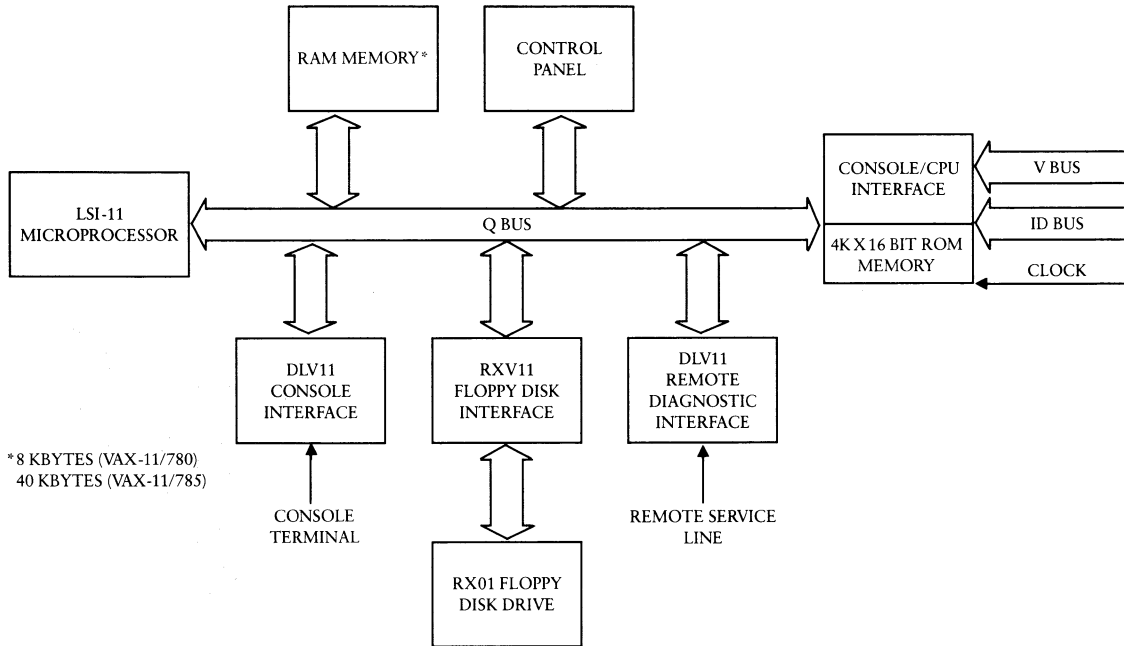 RAM MEMORY*
CONTROL
PANEL
LSI-11
MICROPROCESSOR
Q BUS
CONSOLE/CPU
INTERFACE
4K X 16 BIT ROM
MEMORY
V BUS
ID BUS
CLOCK
DLV11
CONSOLE
INTERFACE
RXV11
FLOPPY DISK
INTERFACE
DLV11
REMOTE
DIAGNOSTIC
INTERFACE
*8 KBYTES (VAX-11/780)
40 KBYTES (VAX-11/785)
CONSOLE
TERMINAL
REMOTE SERVICE
LINE
RX01 FLOPPY
DISK DRIVE